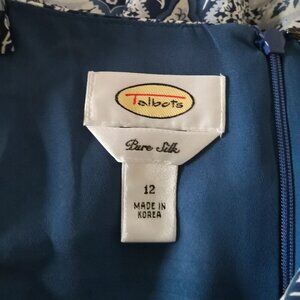 Talbots
Pure Silk
12
MADE IN
KOREA